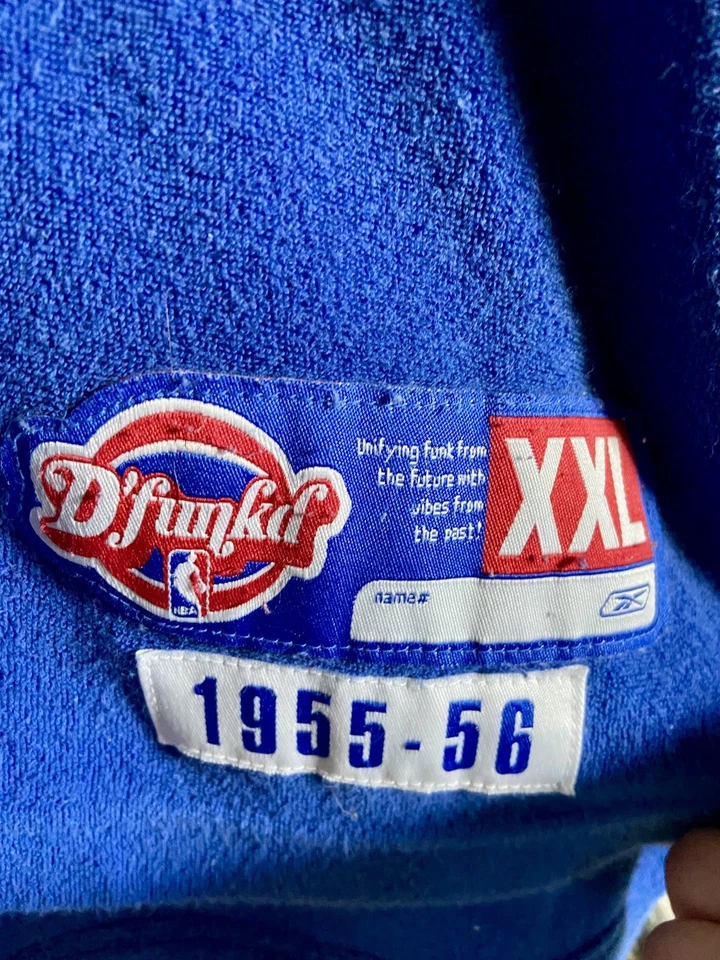 D'funkd
NBA
Unifying funk from
the future with
vibes from
the past!
XXL
name#
1955-56